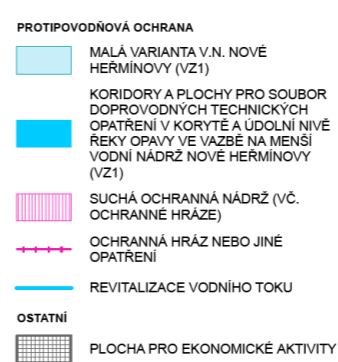 PROTIPOVODŇOVÁ OCHRANA
MALÁ VARIANTA V.N. NOVÉ
HEŘMÍNOVY (VZ1)
KORIDORY A PLOCHY PRO SOUBOR
DOPROVODNÝCH TECHNICKÝCH
OPATŘENÍ V KORYTĚ A ÚDOLNÍ NIVĚ
ŘEKY OPAVY VE VAZBĚ NA MENŠÍ
VODNÍ NÁDRŽ NOVÉ HEŘMÍNOVY
(VZ1)
SUCHÁ OCHRANNÁ NÁDRŽ (VČ.
OCHRANNÉ HRÁZE)
OCHRANNÁ HRÁZ NEBO JINÉ
OPATŘENÍ
REVITALIZACE VODNÍHO TOKU
OSTATNÍ
PLOCHA PRO EKONOMICKÉ AKTIVITY